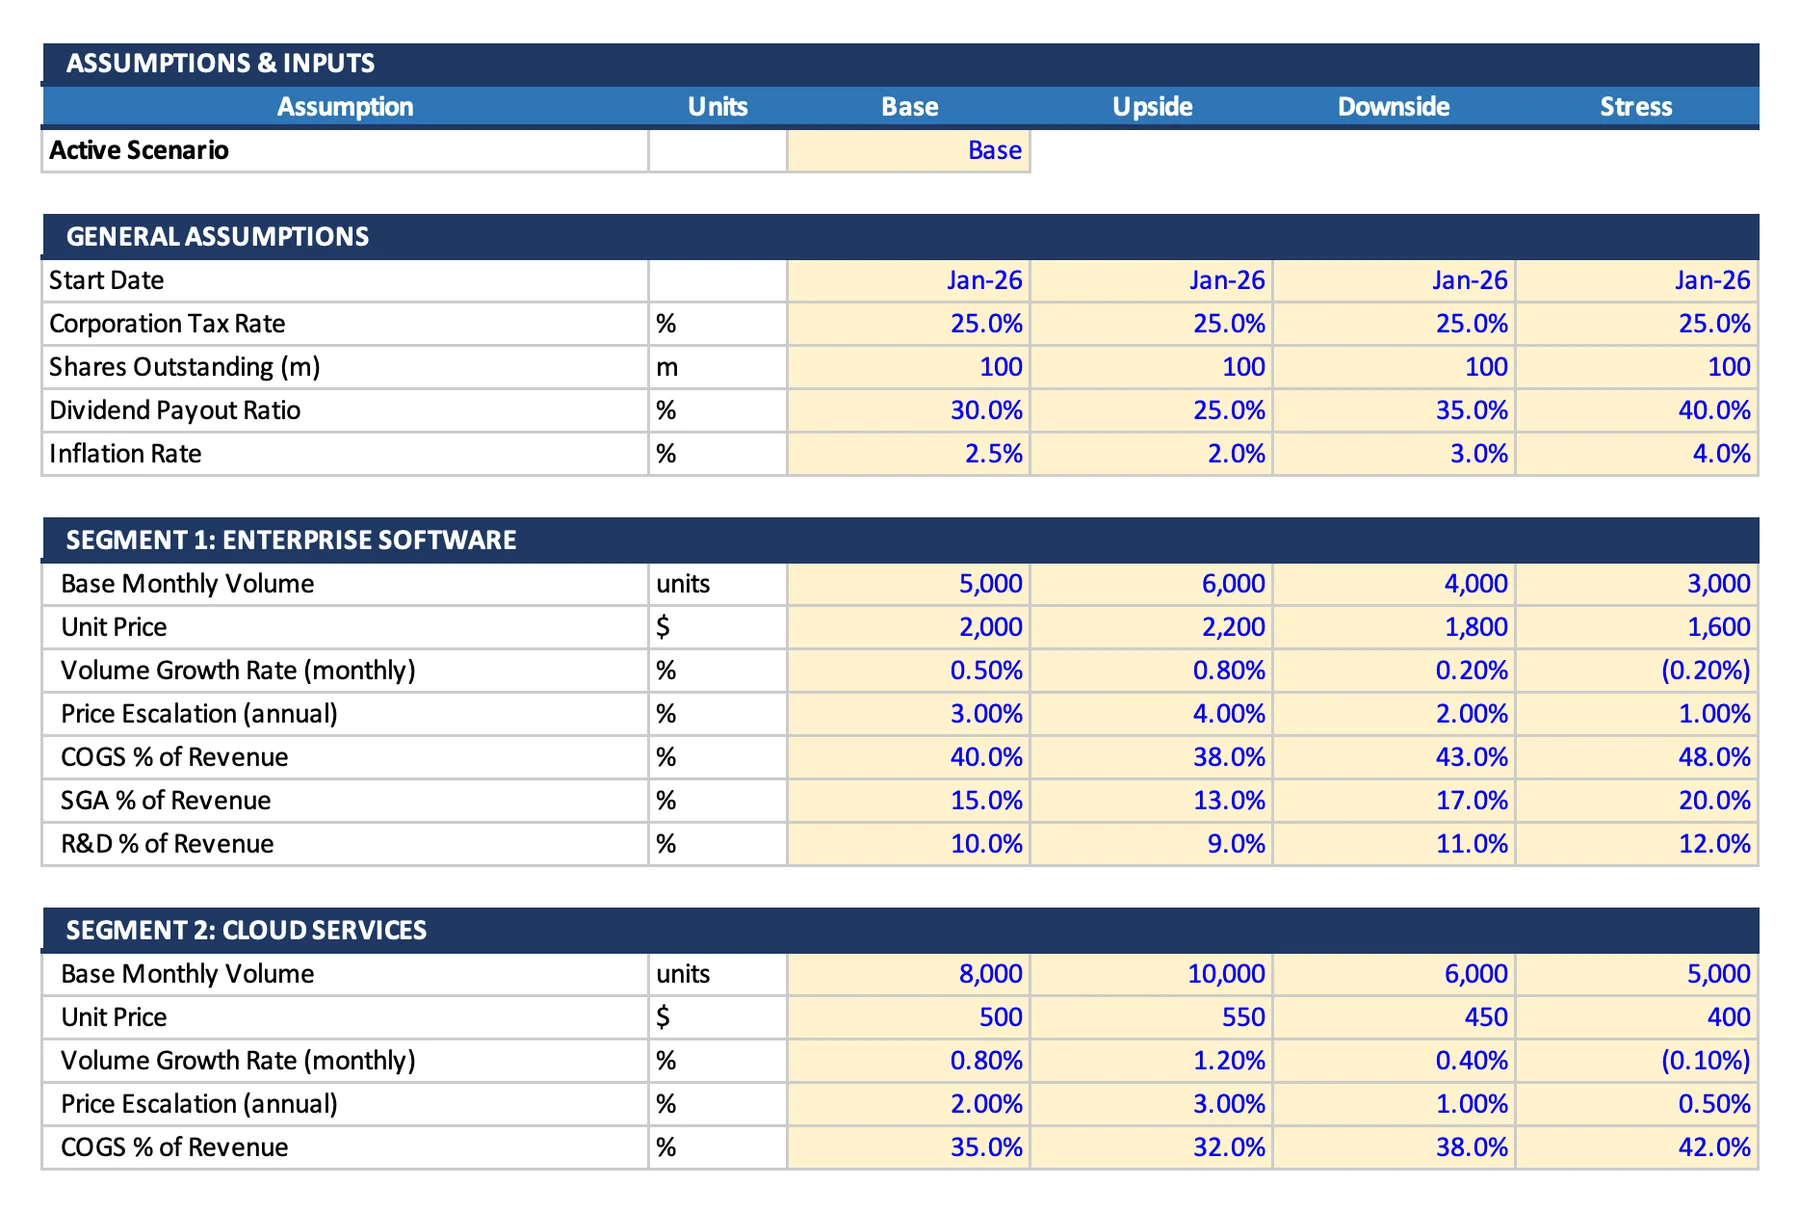 ASSUMPTIONS & INPUTS
Assumption Units Base Upside Downside Stress
Active Scenario Base
GENERAL ASSUMPTIONS
Start Date Jan-26 Jan-26 Jan-26 Jan-26
Corporation Tax Rate % 25.0% 25.0% 25.0% 25.0%
Shares Outstanding (m) m 100 100 100 100
Dividend Payout Ratio % 30.0% 25.0% 35.0% 40.0%
Inflation Rate % 2.5% 2.0% 3.0% 4.0%
SEGMENT 1: ENTERPRISE SOFTWARE
Base Monthly Volume units 5,000 6,000 4,000 3,000
Unit Price $ 2,000 2,200 1,800 1,600
Volume Growth Rate (monthly) % 0.50% 0.80% 0.20% (0.20%)
Price Escalation (annual) % 3.00% 4.00% 2.00% 1.00%
COGS % of Revenue % 40.0% 38.0% 43.0% 48.0%
SGA % of Revenue % 15.0% 13.0% 17.0% 20.0%
R&D % of Revenue % 10.0% 9.0% 11.0% 12.0%
SEGMENT 2: CLOUD SERVICES
Base Monthly Volume units 8,000 10,000 6,000 5,000
Unit Price $ 500 550 450 400
Volume Growth Rate (monthly) % 0.80% 1.20% 0.40% (0.10%)
Price Escalation (annual) % 2.00% 3.00% 1.00% 0.50%
COGS % of Revenue % 35.0% 32.0% 38.0% 42.0%